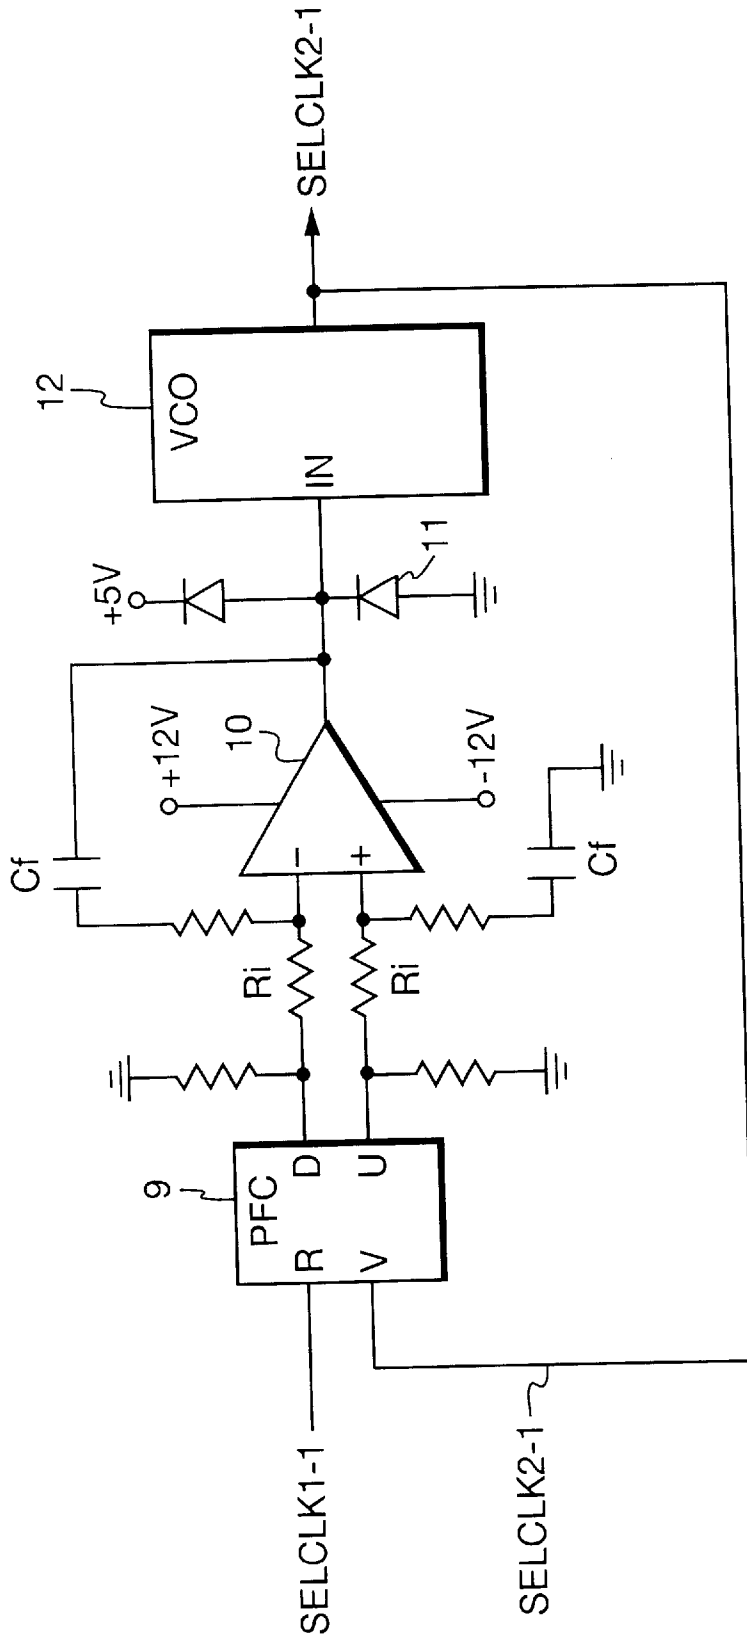 SELCLK1-1
SELCLK2-1
9
PFC
R
D
V
U
Ri
Ri
Cf
Cf
10
+12V
-12V
−
+
+5V
11
12
VCO
IN
SELCLK2-1